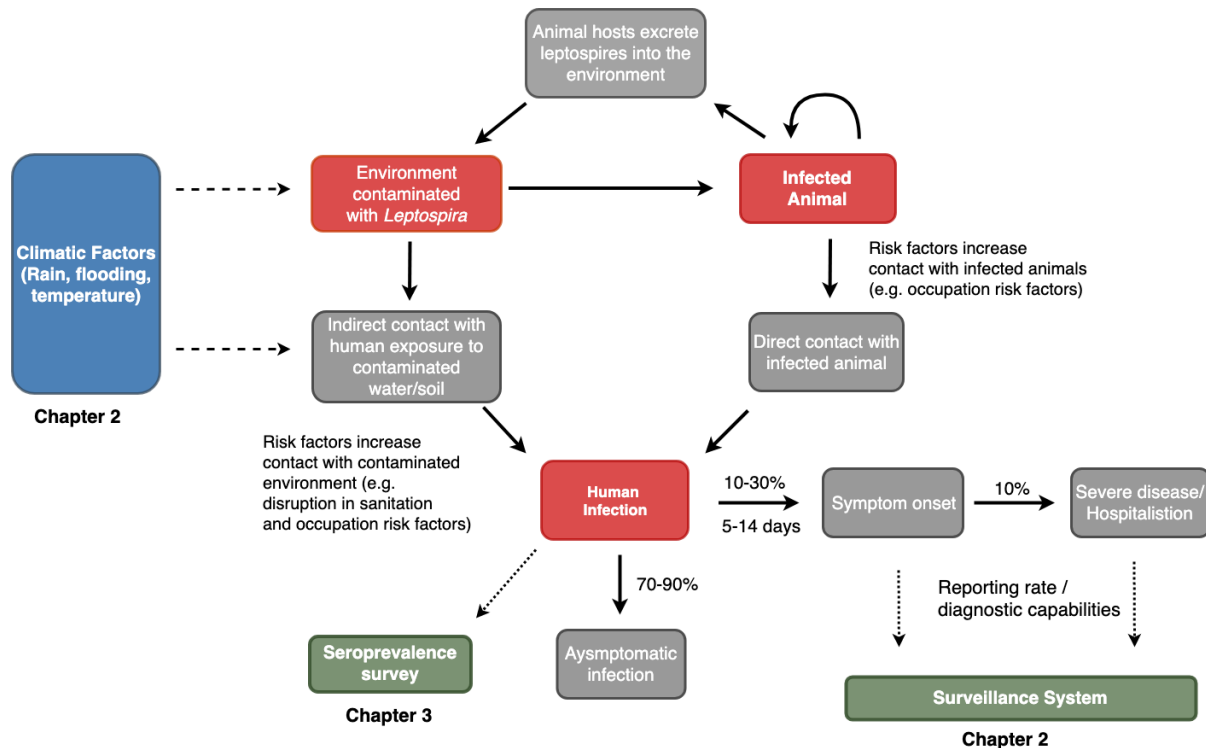 Animal hosts excrete
leptospires into the
environment
Environment
contaminated
with Leptospira
Infected
Animal
Climatic Factors
(Rain, flooding,
temperature)
Chapter 2
Risk factors increase
contact with infected animals
(e.g. occupation risk factors)
Indirect contact with
human exposure to
contaminated
water/soil
Direct contact with
infected animal
Risk factors increase
contact with contaminated
environment (e.g.
disruption in sanitation
and occupation risk factors)
Human
Infection
10-30%
5-14 days
Symptom onset
10%
Severe disease/
Hospitalistion
70-90%
Reporting rate /
diagnostic capabilities
Seroprevalence
survey
Chapter 3
Aysmptomatic
infection
Surveillance System
Chapter 2